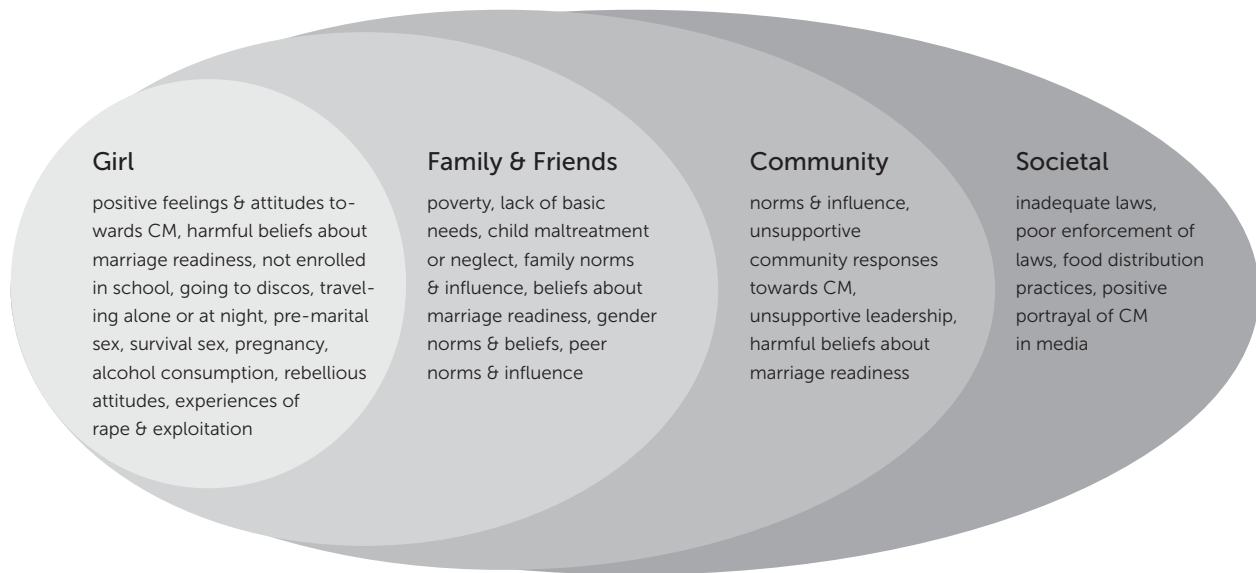 Girl
positive feelings & attitudes to-
wards CM, harmful beliefs about
marriage readiness, not enrolled
in school, going to discos, travel-
ing alone or at night, pre-marital
sex, survival sex, pregnancy,
alcohol consumption, rebellious
attitudes, experiences of
rape & exploitation
Family & Friends
poverty, lack of basic
needs, child maltreatment
or neglect, family norms
& influence, beliefs about
marriage readiness, gender
norms & beliefs, peer
norms & influence
Community
norms & influence,
unsupportive
community responses
towards CM,
unsupportive leadership,
harmful beliefs about
marriage readiness
Societal
inadequate laws,
poor enforcement of
laws, food distribution
practices, positive
portrayal of CM
in media